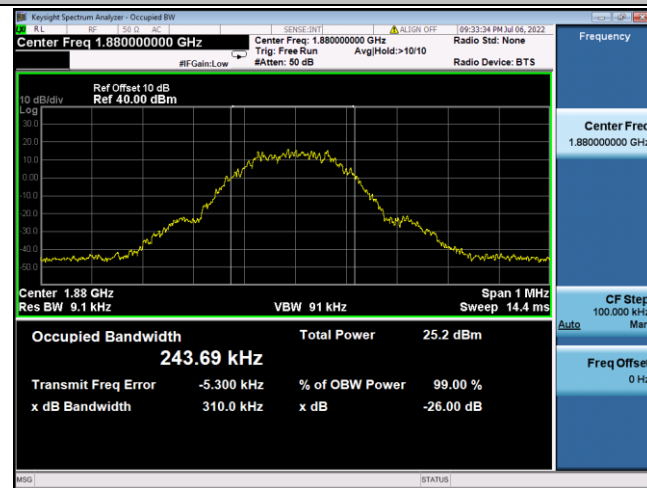 Keysight Spectrum Analyzer - Occupied BW
RL RF 50 Ω AC SENSE:INT ALIGN OFF 09:33:34 PM Jul 06, 2022
Center Freq 1.880000000 GHz
Center Freq: 1.880000000 GHz
Radio Std: None
Trig: Free Run Avg|Hold:>10/10
#IFGain:Low #Atten: 50 dB Radio Device: BTS
Frequency
Ref Offset 10 dB
10 dB/div Ref 40.00 dBm
Log
30.0
20.0
10.0
0.00
-10.0
-20.0
-30.0
-40.0
-50.0
Center 1.88 GHz Span 1 MHz
Res BW 9.1 kHz VBW 91 kHz Sweep 14.4 ms
Occupied Bandwidth Total Power 25.2 dBm
243.69 kHz
Transmit Freq Error -5.300 kHz % of OBW Power 99.00 %
x dB Bandwidth 310.0 kHz x dB -26.00 dB
Center Freq
1.880000000 GHz
CF Step
100.000 kHz
Auto Man
Freq Offset
0 Hz
MSG STATUS